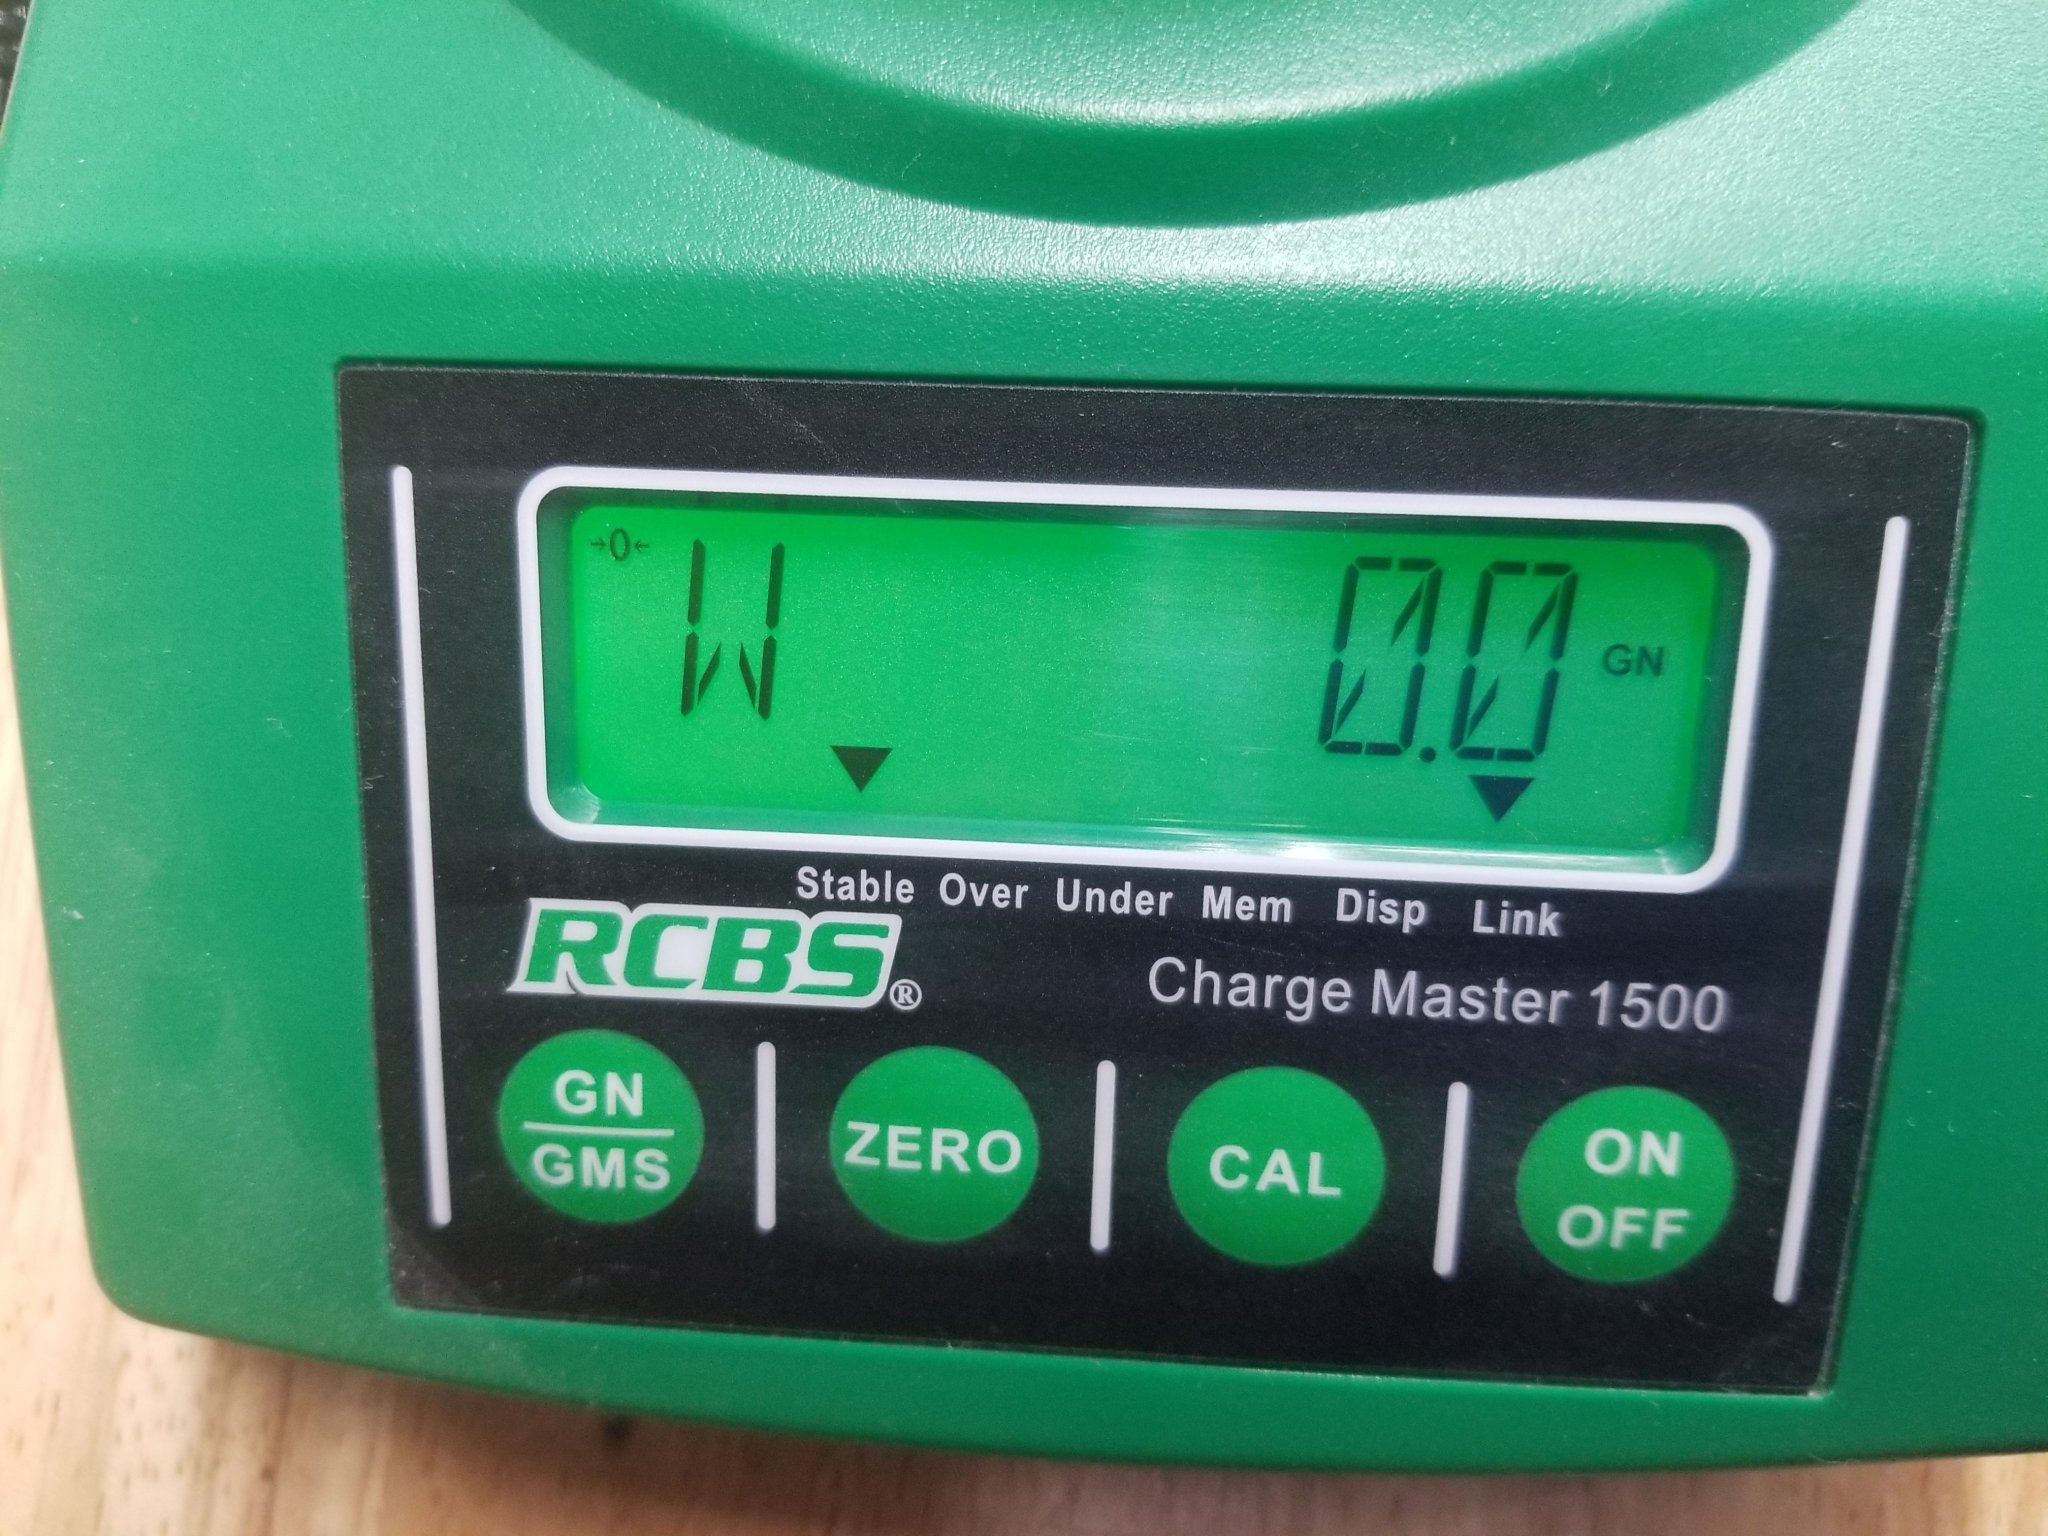 →0← W 0.0 GN
Stable Over Under Mem Disp Link
RCBS®
Charge Master 1500
GN
GMS
ZERO
CAL
ON
OFF